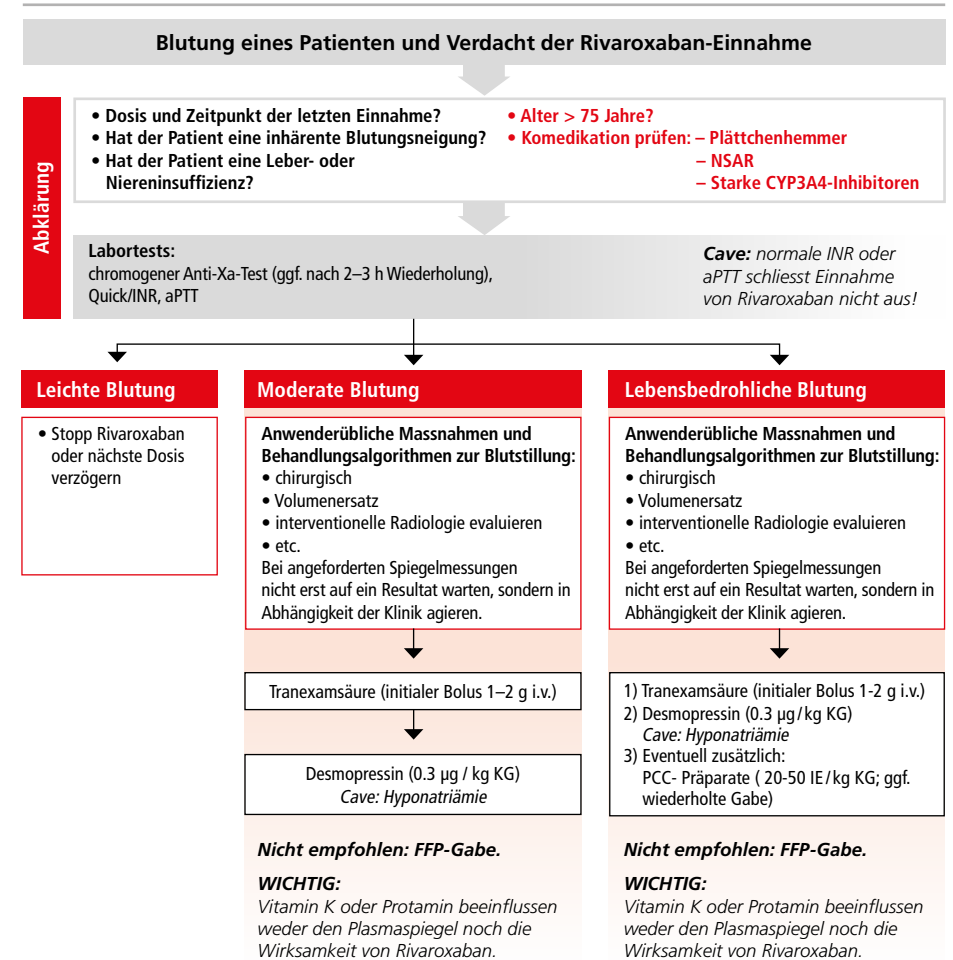 Blutung eines Patienten und Verdacht der Rivaroxaban-Einnahme
Abklärung
• Dosis und Zeitpunkt der letzten Einnahme?
• Hat der Patient eine inhärente Blutungsneigung?
• Hat der Patient eine Leber- oder
Niereninsuffizienz?
• Alter > 75 Jahre?
• Komedikation prüfen: – Plättchenhemmer
– NSAR
– Starke CYP3A4-Inhibitoren
Labortests:
chromogener Anti-Xa-Test (ggf. nach 2–3 h Wiederholung),
Quick/INR, aPTT
Cave: normale INR oder
aPTT schliesst Einnahme
von Rivaroxaban nicht aus!
Leichte Blutung
• Stopp Rivaroxaban
oder nächste Dosis
verzögern
Moderate Blutung
Anwenderübliche Massnahmen und
Behandlungsalgorithmen zur Blutstillung:
• chirurgisch
• Volumenersatz
• interventionelle Radiologie evaluieren
• etc.
Bei angeforderten Spiegelmessungen
nicht erst auf ein Resultat warten, sondern in
Abhängigkeit der Klinik agieren.
Tranexamsäure (initialer Bolus 1–2 g i.v.)
Desmopressin (0.3 µg / kg KG)
Cave: Hyponatriämie
Nicht empfohlen: FFP-Gabe.
WICHTIG:
Vitamin K oder Protamin beeinflussen
weder den Plasmaspiegel noch die
Wirksamkeit von Rivaroxaban.
Lebensbedrohliche Blutung
Anwenderübliche Massnahmen und
Behandlungsalgorithmen zur Blutstillung:
• chirurgisch
• Volumenersatz
• interventionelle Radiologie evaluieren
• etc.
Bei angeforderten Spiegelmessungen
nicht erst auf ein Resultat warten, sondern in
Abhängigkeit der Klinik agieren.
1) Tranexamsäure (initialer Bolus 1-2 g i.v.)
2) Desmopressin (0.3 µg/kg KG)
Cave: Hyponatriämie
3) Eventuell zusätzlich:
PCC- Präparate ( 20-50 IE/kg KG; ggf.
wiederholte Gabe)
Nicht empfohlen: FFP-Gabe.
WICHTIG:
Vitamin K oder Protamin beeinflussen
weder den Plasmaspiegel noch die
Wirksamkeit von Rivaroxaban.